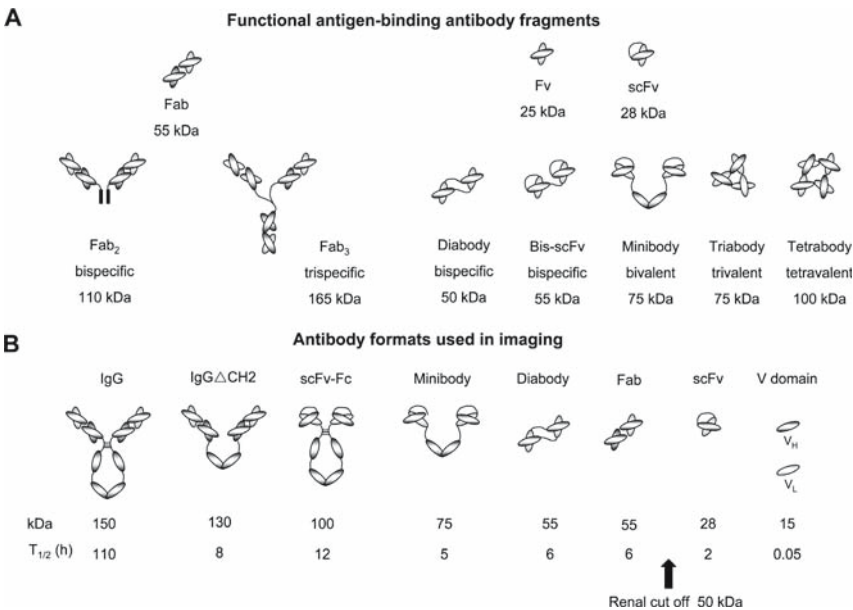 A
Functional antigen-binding antibody fragments
Fab
55 kDa
Fv
25 kDa
scFv
28 kDa
Fab2
bispecific
110 kDa
Fab3
trispecific
165 kDa
Diabody
bispecific
50 kDa
Bis-scFv
bispecific
55 kDa
Minibody
bivalent
75 kDa
Triabody
trivalent
75 kDa
Tetrabody
tetravalent
100 kDa
B
Antibody formats used in imaging
IgG IgG△CH2 scFv-Fc Minibody Diabody Fab scFv V domain
VH
VL
kDa 150 130 100 75 55 55 28 15
T1/2 (h) 110 8 12 5 6 6 2 0.05
Renal cut off 50 kDa